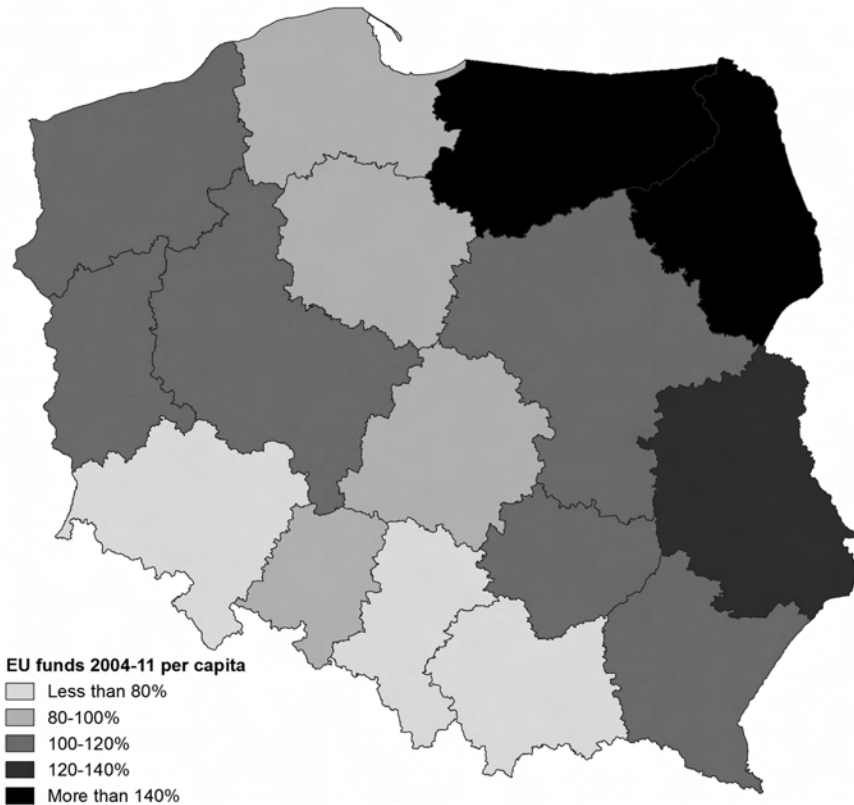 EU funds 2004-11 per capita
Less than 80%
80-100%
100-120%
120-140%
More than 140%